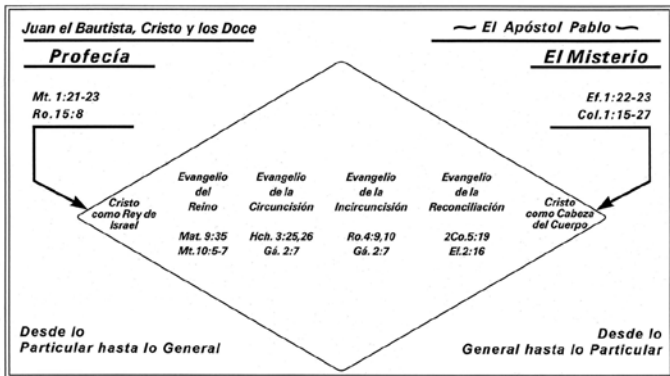 Juan el Bautista, Cristo y los Doce
Profecía
Mt. 1:21-23
Ro.15:8
~ El Apóstol Pablo ~
El Misterio
Ef.1:22-23
Col.1:15-27
Cristo
como Rey de
Israel
Evangelio
del
Reino
Mat. 9:35
Mt.10:5-7
Evangelio
de la
Circuncisión
Hch. 3:25,26
Gá. 2:7
Evangelio
de la
Incircuncisión
Ro.4:9,10
Gá. 2:7
Evangelio
de la
Reconciliación
2Co.5:19
Ef.2:16
Cristo
como Cabeza
del Cuerpo
Desde lo
Particular hasta lo General
Desde lo
General hasta lo Particular